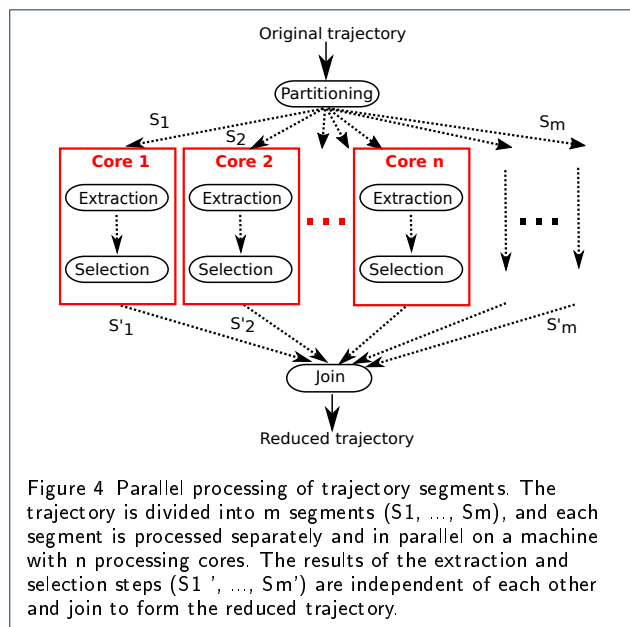 Original trajectory
Partitioning
S1
S2
Sm
Core 1
Core 2
Core n
Extraction
Extraction
Extraction
Selection
Selection
Selection
S'1
S'2
S'm
Join
Reduced trajectory
Figure 4 Parallel processing of trajectory segments. The
trajectory is divided into m segments (S1, ..., Sm), and each
segment is processed separately and in parallel on a machine
with n processing cores. The results of the extraction and
selection steps (S1 ', ..., Sm') are independent of each other
and join to form the reduced trajectory.